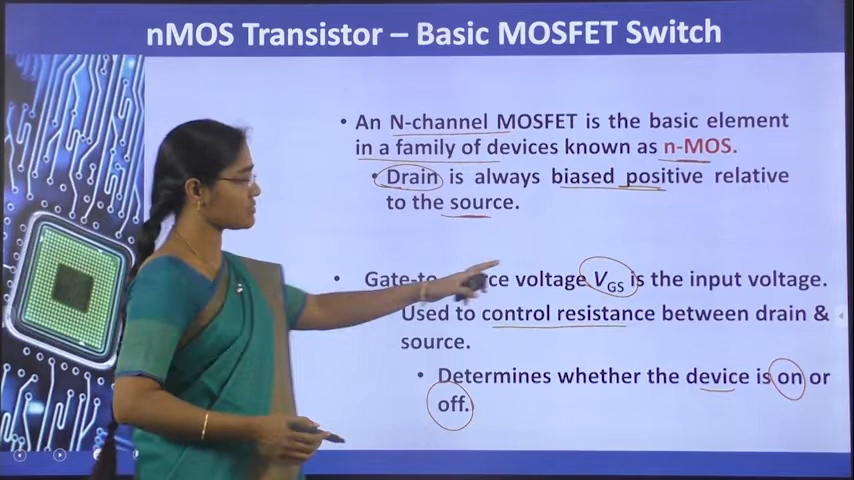 nMOS Transistor – Basic MOSFET Switch
• An N-channel MOSFET is the basic element
in a family of devices known as n-MOS.
• Drain is always biased positive relative
to the source.
• Gate-to ce voltage VGS is the input voltage.
Used to control resistance between drain &
source.
• Determines whether the device is on or
off.